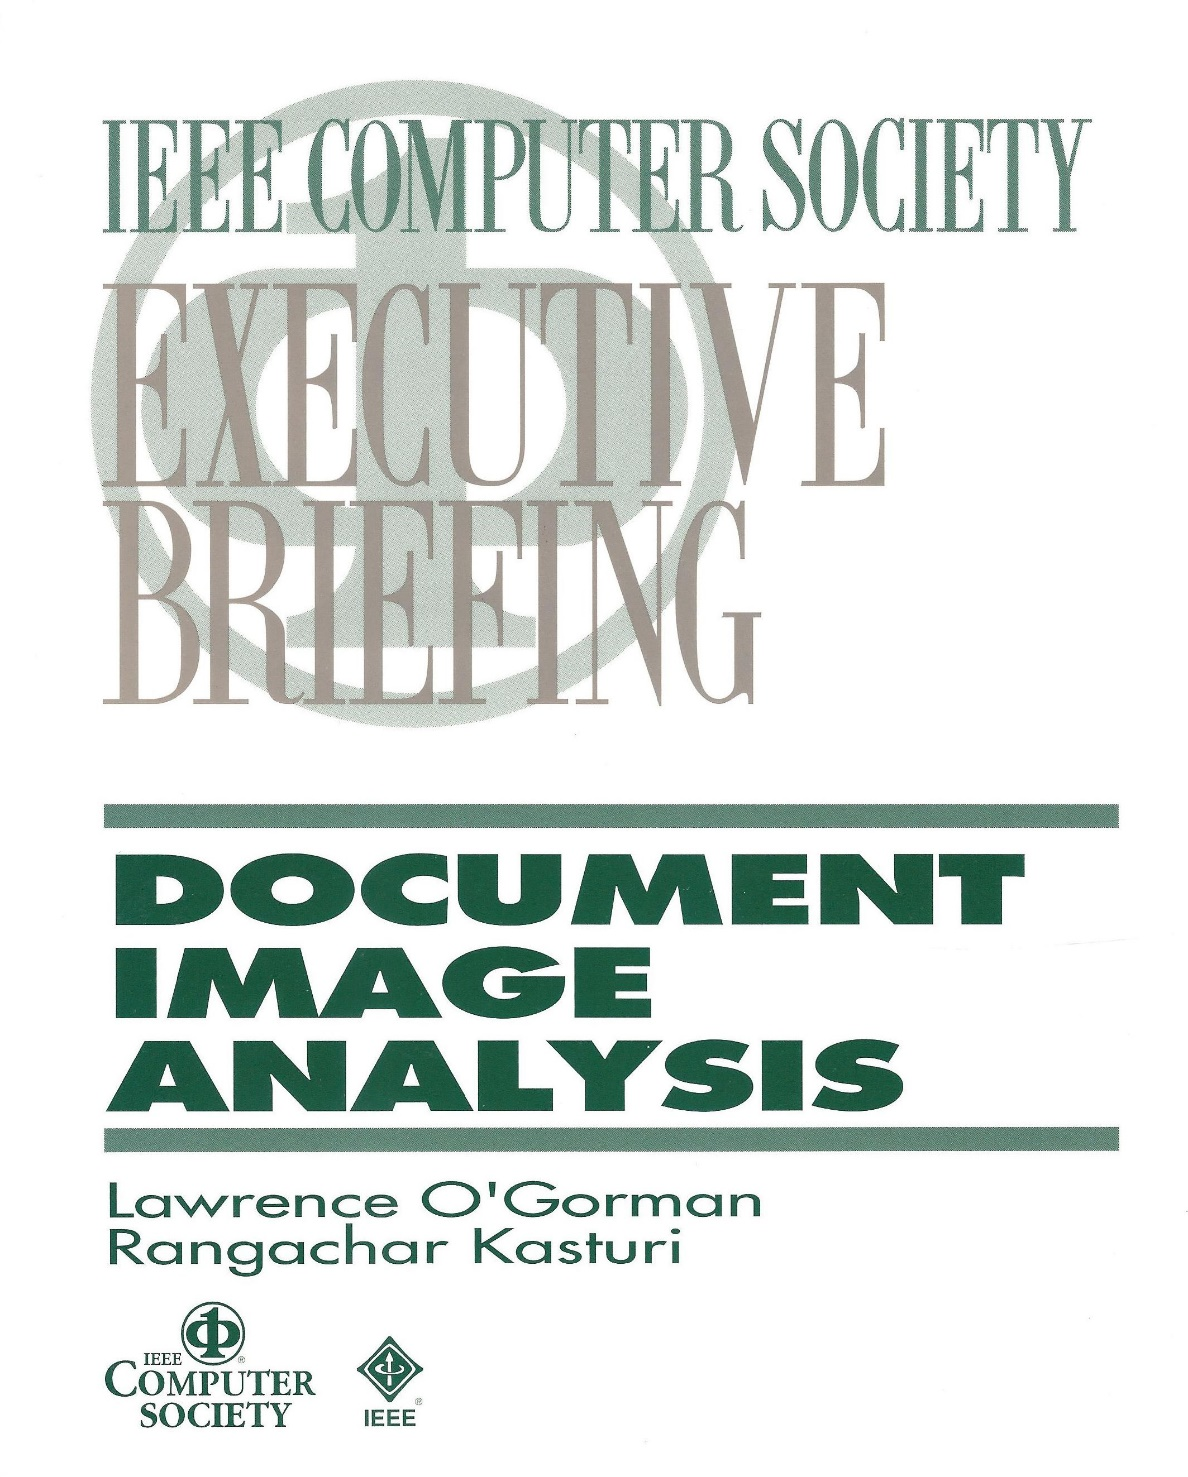 IEEE COMPUTER SOCIETY
EXECUTIVE
BRIEFING
DOCUMENT
IMAGE
ANALYSIS
Lawrence O'Gorman
Rangachar Kasturi
IEEE ®
COMPUTER
SOCIETY
®
IEEE